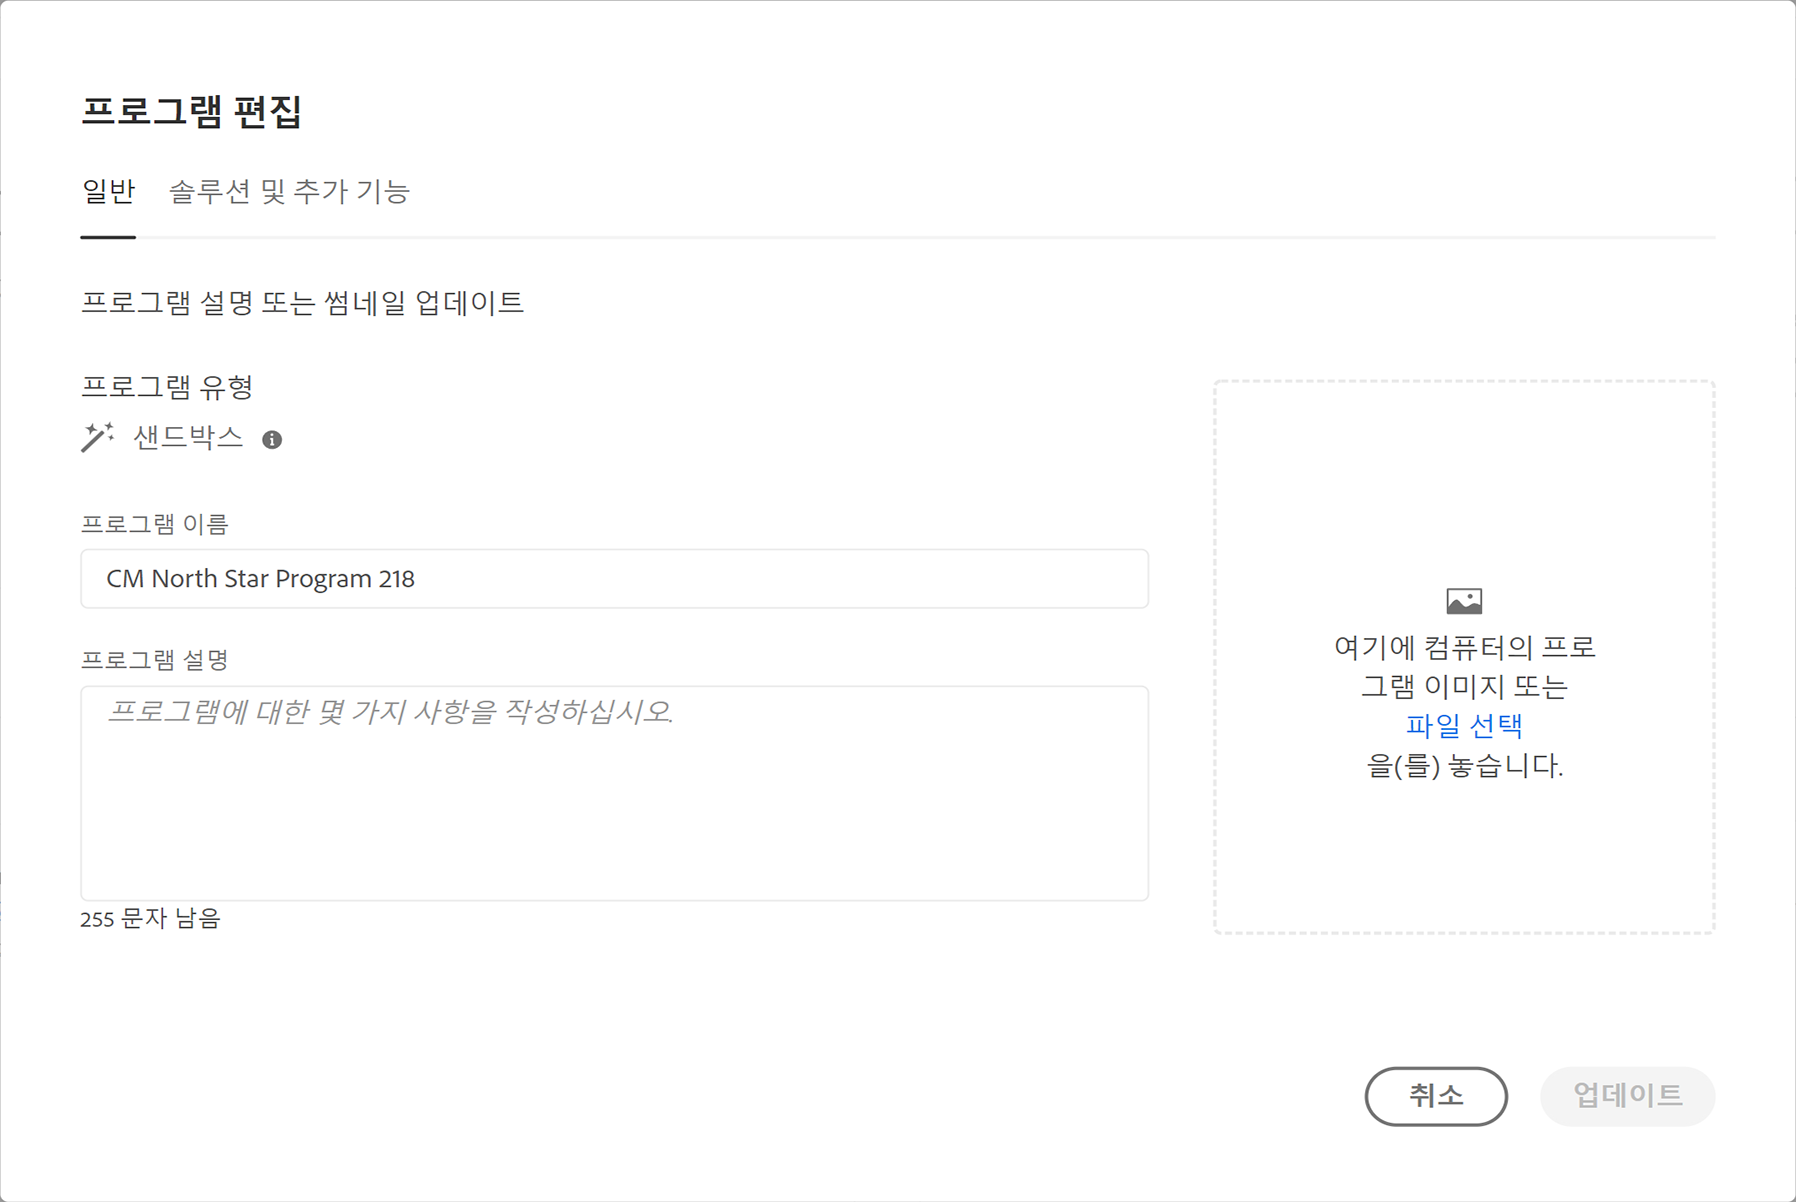 프로그램 편집
일반
솔루션 및 추가 기능
프로그램 설명 또는 썸네일 업데이트
프로그램 유형
샌드박스
프로그램 이름
CM North Star Program 218
프로그램 설명
프로그램에 대한 몇 가지 사항을 작성하십시오.
255 문자 남음
여기에 컴퓨터의 프로
그램 이미지 또는
파일 선택
을(를) 놓습니다.
취소
업데이트